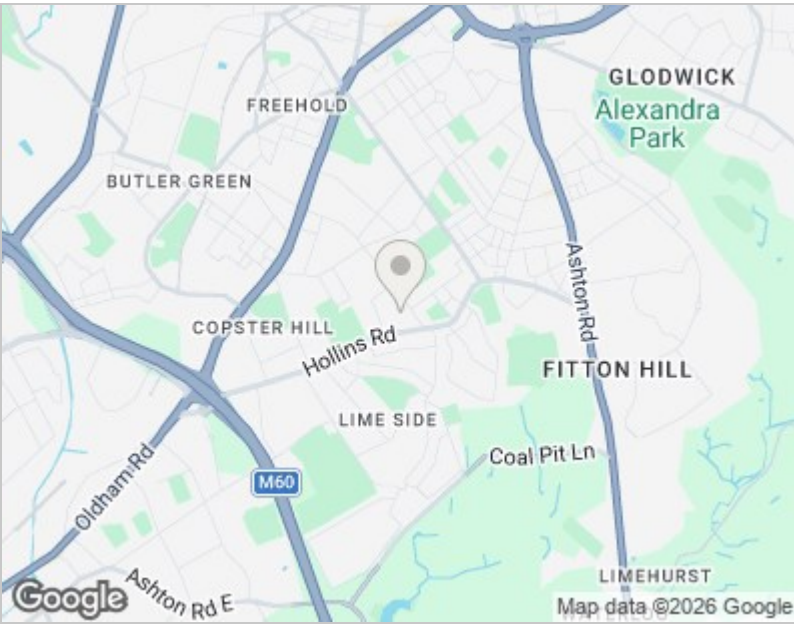 GLODWICK
Alexandra
Park
FREEHOLD
BUTLER GREEN
Ashton Rd
COPSTER HILL
Hollins Rd
FITTON HILL
LIME SIDE
Coal Pit Ln
M60
Oldham Rd
Ashton Rd E
LIMEHURST
Google
Map data ©2026 Google